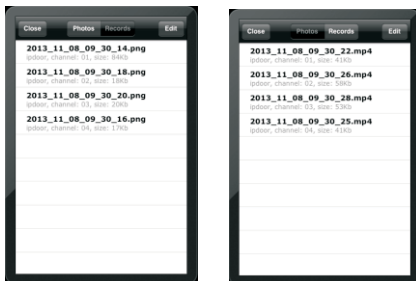 Close Photos Records Edit
2013_11_08_09_30_14.png
ipdoor, channel: 01, size: 84Kb
2013_11_08_09_30_18.png
ipdoor, channel: 02, size: 18Kb
2013_11_08_09_30_20.png
ipdoor, channel: 03, size: 20Kb
2013_11_08_09_30_16.png
ipdoor, channel: 04, size: 17Kb
Close Photos Records Edit
2013_11_08_09_30_22.mp4
ipdoor, channel: 01, size: 41Kb
2013_11_08_09_30_26.mp4
ipdoor, channel: 02, size: 58Kb
2013_11_08_09_30_28.mp4
ipdoor, channel: 03, size: 53Kb
2013_11_08_09_30_25.mp4
ipdoor, channel: 04, size: 41Kb